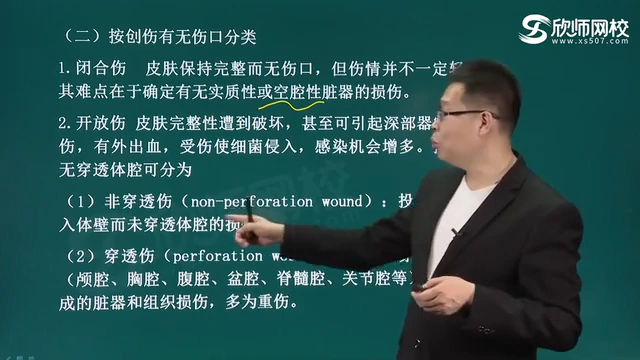 欣师网校
www.xs507.com
（二）按创伤有无伤口分类
1.闭合伤 皮肤保持完整而无伤口，但伤情并不一定轻
其难点在于确定有无实质性或空腔性脏器的损伤。
2.开放伤 皮肤完整性遭到破坏，甚至可引起深部器
伤，有外出血，受伤使细菌侵入，感染机会增多。
无穿透体腔可分为
（1）非穿透伤（non-perforation wound）：投
入体壁而未穿透体腔的损
（2）穿透伤（perforation wo
（颅腔、胸腔、腹腔、盆腔、脊髓腔、关节腔等
成的脏器和组织损伤，多为重伤。